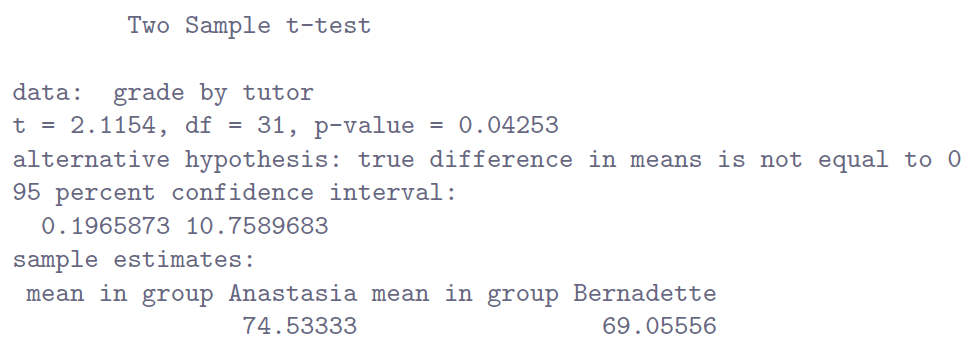 Two Sample t-test
data:  grade by tutor
t = 2.1154, df = 31, p-value = 0.04253
alternative hypothesis: true difference in means is not equal to 0
95 percent confidence interval:
0.1965873 10.7589683
sample estimates:
mean in group Anastasia mean in group Bernadette
74.53333 69.05556